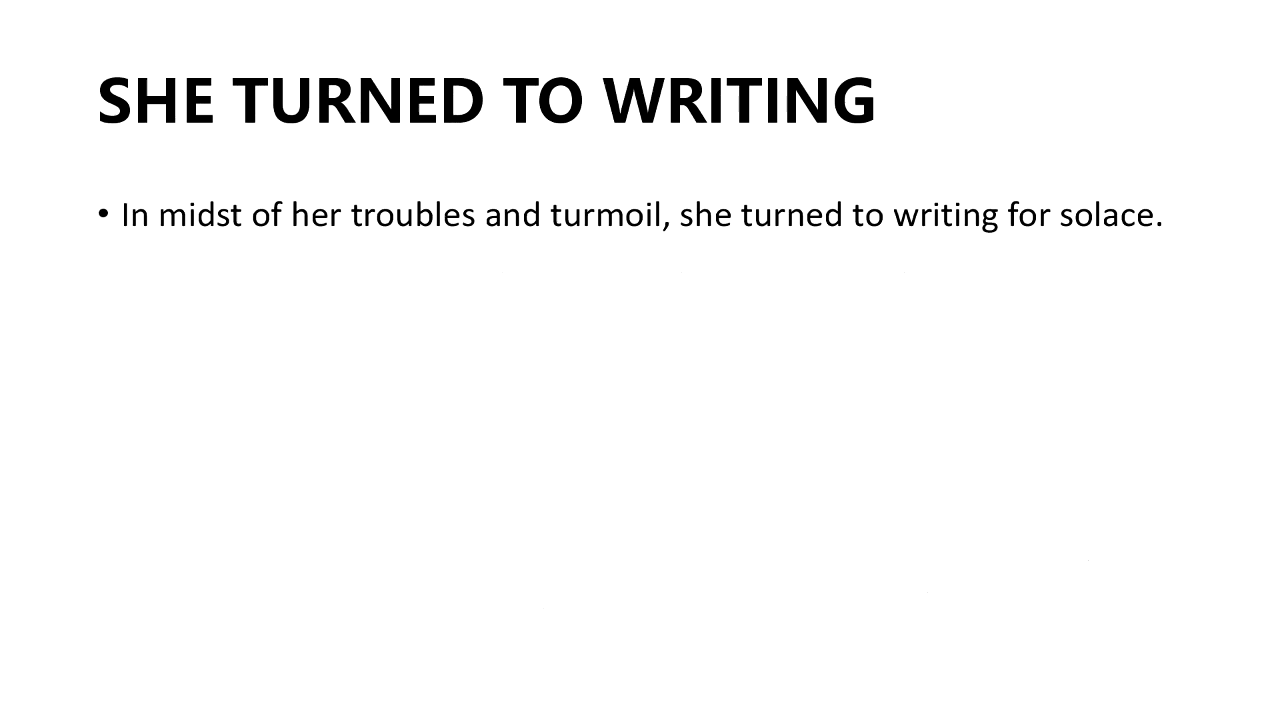 SHE TURNED TO WRITING
• In midst of her troubles and turmoil, she turned to writing for solace.